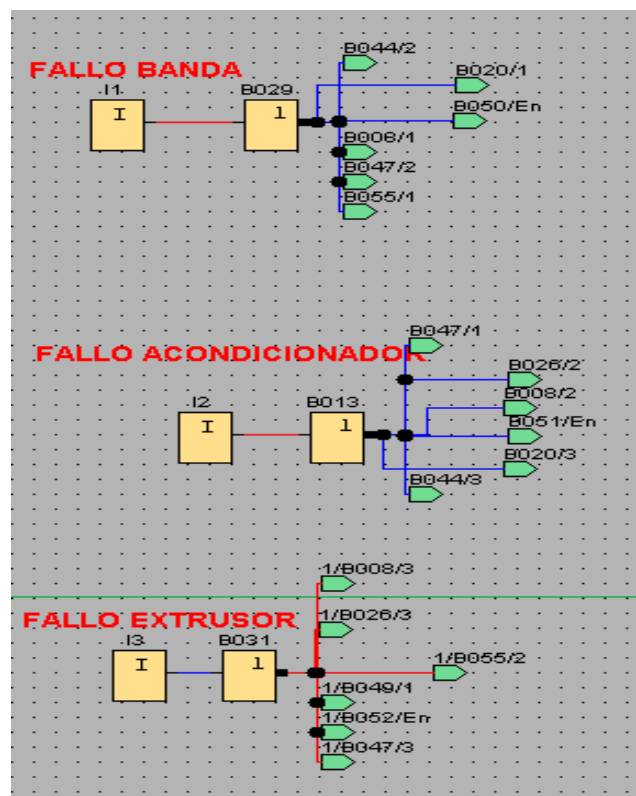 B044/2
FALLO BANDA
B020/1
I1
B029
I
1
B050/En
B006/1
B047/2
B055/1
B047/1
FALLO ACONDICIONADOR
B026/2
I2
B013
B008/2
I
1
B051/En
B020/3
B044/3
1/B008/3
FALLO EXTRUSOR
1/B026/3
I3
B031
I
1
1/B055/2
1/B049/1
1/B052/En
1/B047/3